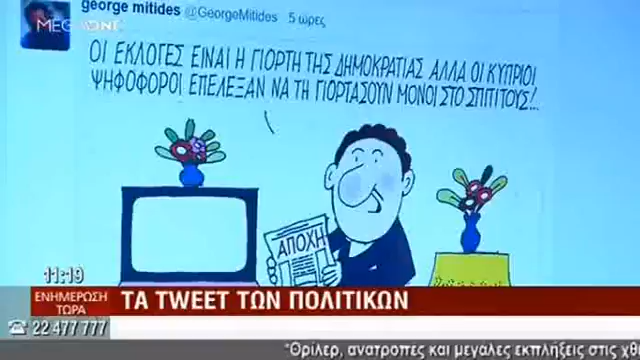 george mitides
@GeorgeMitides 5 ώρες
MEGA ONE
ΟΙ ΕΚΛΟΓΕΣ ΕΙΝΑΙ Η ΓΙΟΡΤΗ ΤΗΣ ΔΗΜΟΚΡΑΤΙΑΣ ΑΛΛΑ ΟΙ ΚΥΠΡΙΟΙ
ΨΗΦΟΦΟΡΟΙ ΕΠΕΛΕΞΑΝ ΝΑ ΤΗ ΓΙΟΡΤΑΣΟΥΝ ΜΟΝΟΙ ΣΤΟ ΣΠΙΤΙ ΤΟΥΣ!..
ΑΠΟΧΗ
11:19
ΕΝΗΜΕΡΩΣΗ
ΤΩΡΑ
ΤΑ TWEET ΤΩΝ ΠΟΛΙΤΙΚΩΝ
22 477 777
"Θρίλερ, ανατροπες και μεγάλες εκπλήξεις στις χθ